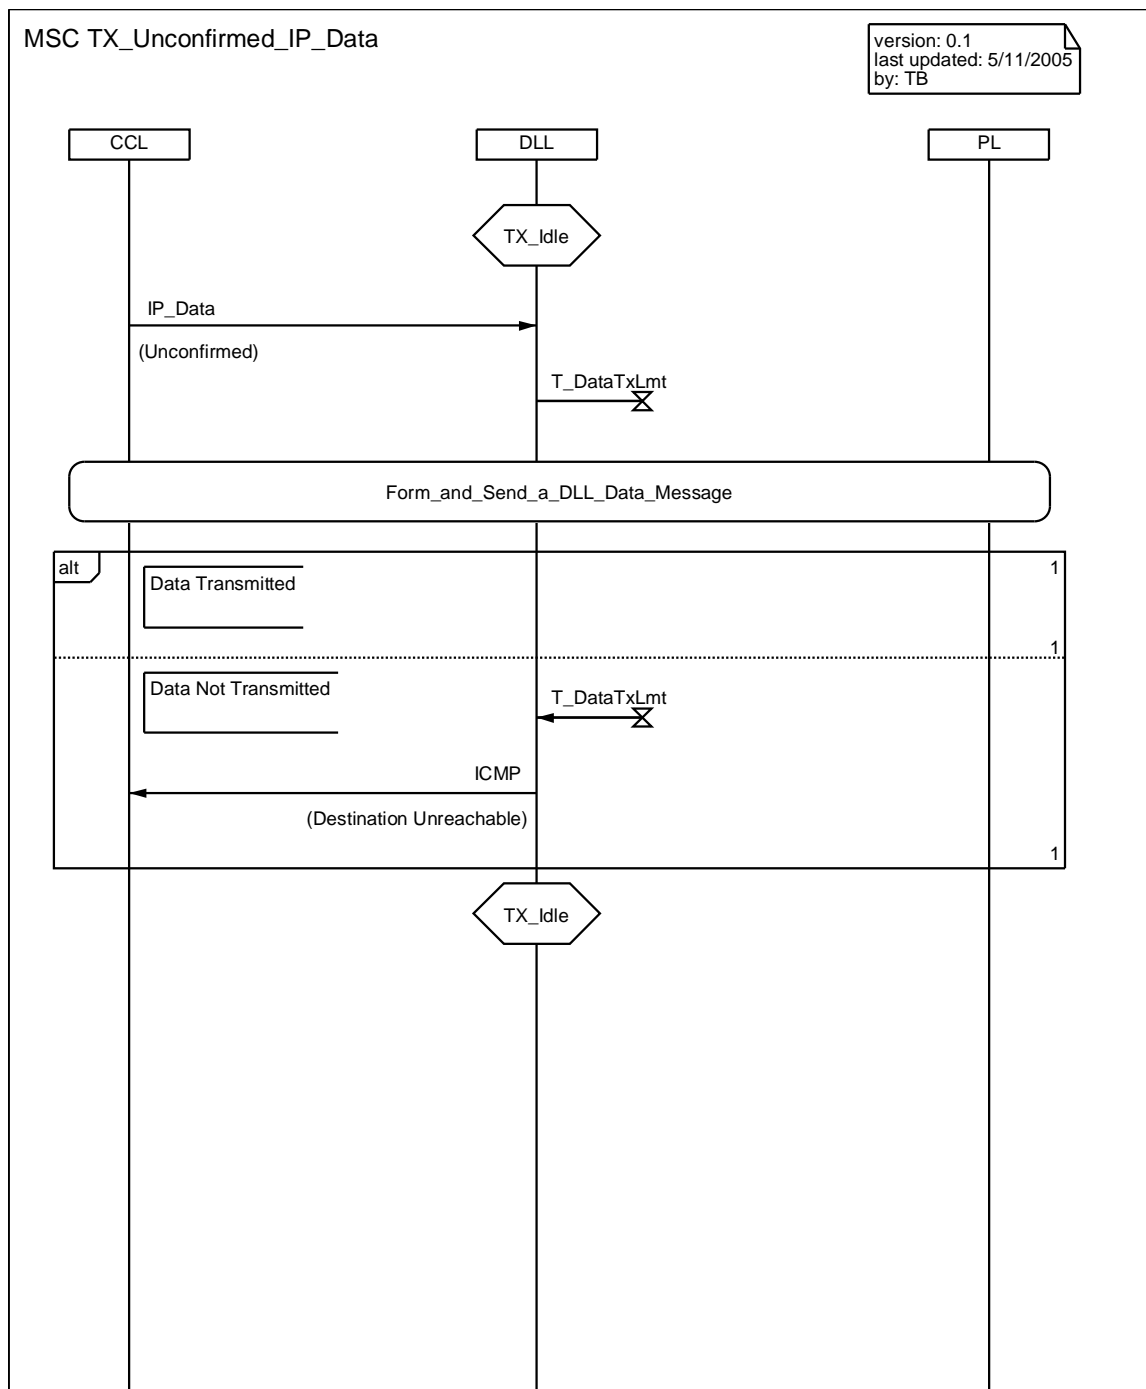 MSC TX_Unconfirmed_IP_Data
version: 0.1
last updated: 5/11/2005
by: TB
CCL
DLL
PL
TX_Idle
IP_Data
(Unconfirmed)
T_DataTxLmt
Form_and_Send_a_DLL_Data_Message
alt
1
Data Transmitted
1
Data Not Transmitted
T_DataTxLmt
ICMP
(Destination Unreachable)
1
TX_Idle